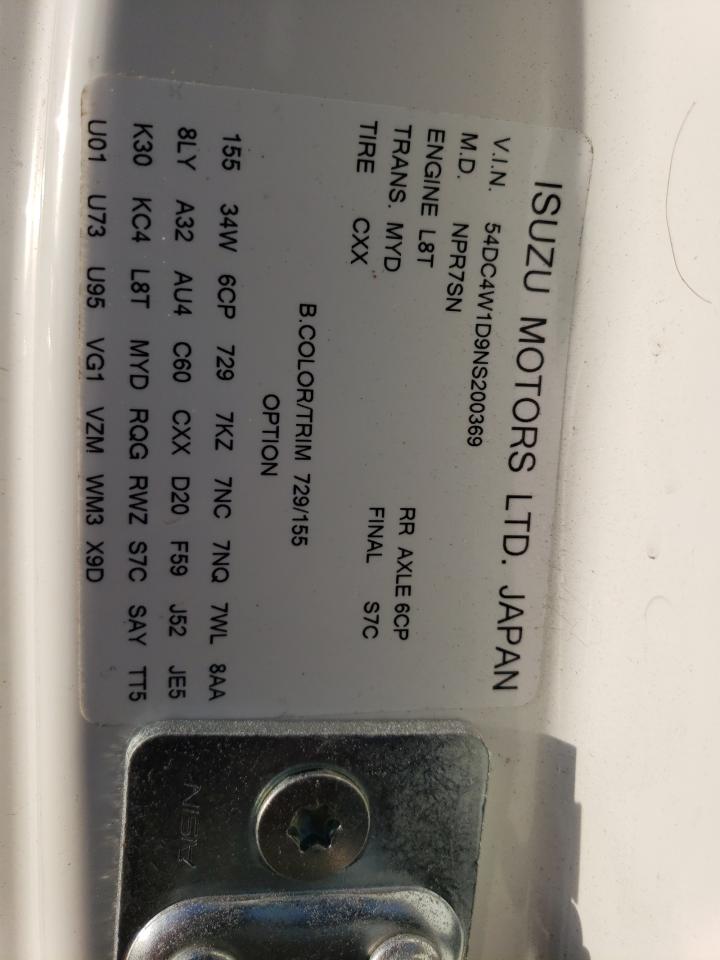 ISUZU MOTORS LTD. JAPAN
V.I.N. 54DC4W1D9NS200369
M.D. NPR7SN
ENGINE L8T
TRANS. MYD RR AXLE 6CP
TIRE CXX FINAL S7C
B.COLOR/TRIM 729/155
OPTION
155 34W 6CP 729 7KZ 7NC 7NQ 7WL 8AA
8LY A32 AU4 C60 CXX D20 F59 J52 JE5
K30 KC4 L8T MYD RQG RWZ S7C SAY TT5
U01 U73 U95 VG1 VZM WM3 X9D
AISIN